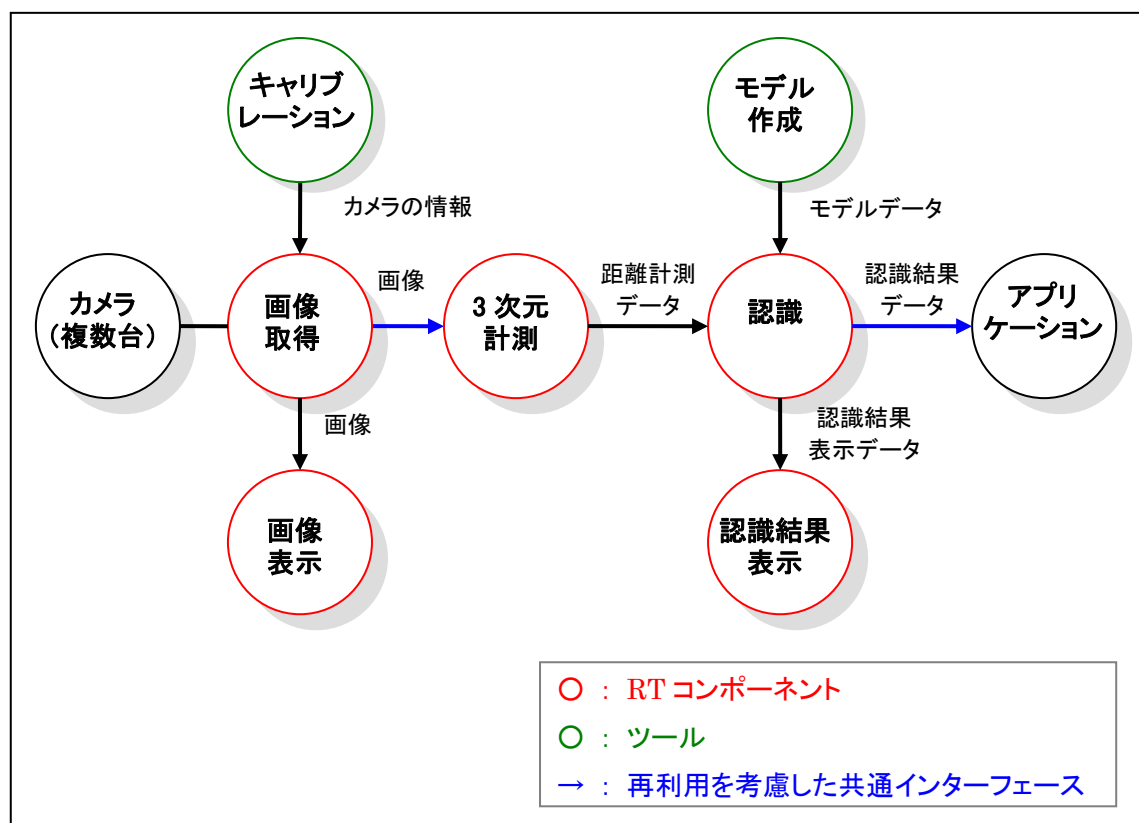 キャリブ
レーション
モデル
作成
カメラの情報
モデルデータ
カメラ
(複数台)
画像
取得
画像
3 次元
計測
距離計測
データ
認識
認識結果
データ
アプリ
ケーション
画像
認識結果
表示データ
画像
表示
認識結果
表示
○ : RT コンポーネント
○ : ツール
→ : 再利用を考慮した共通インターフェース